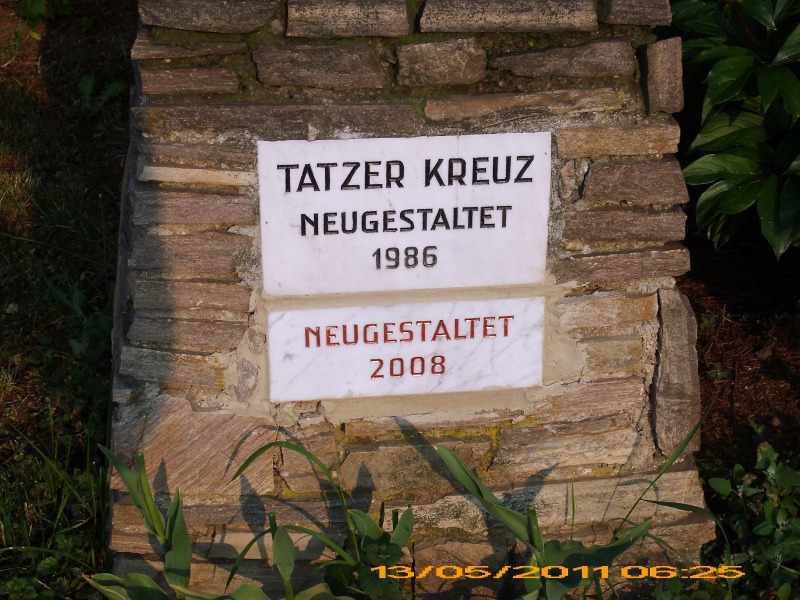 TATZER KREUZ
NEUGESTALTET
1986
NEUGESTALTET
2008
13/05/2011 06:25